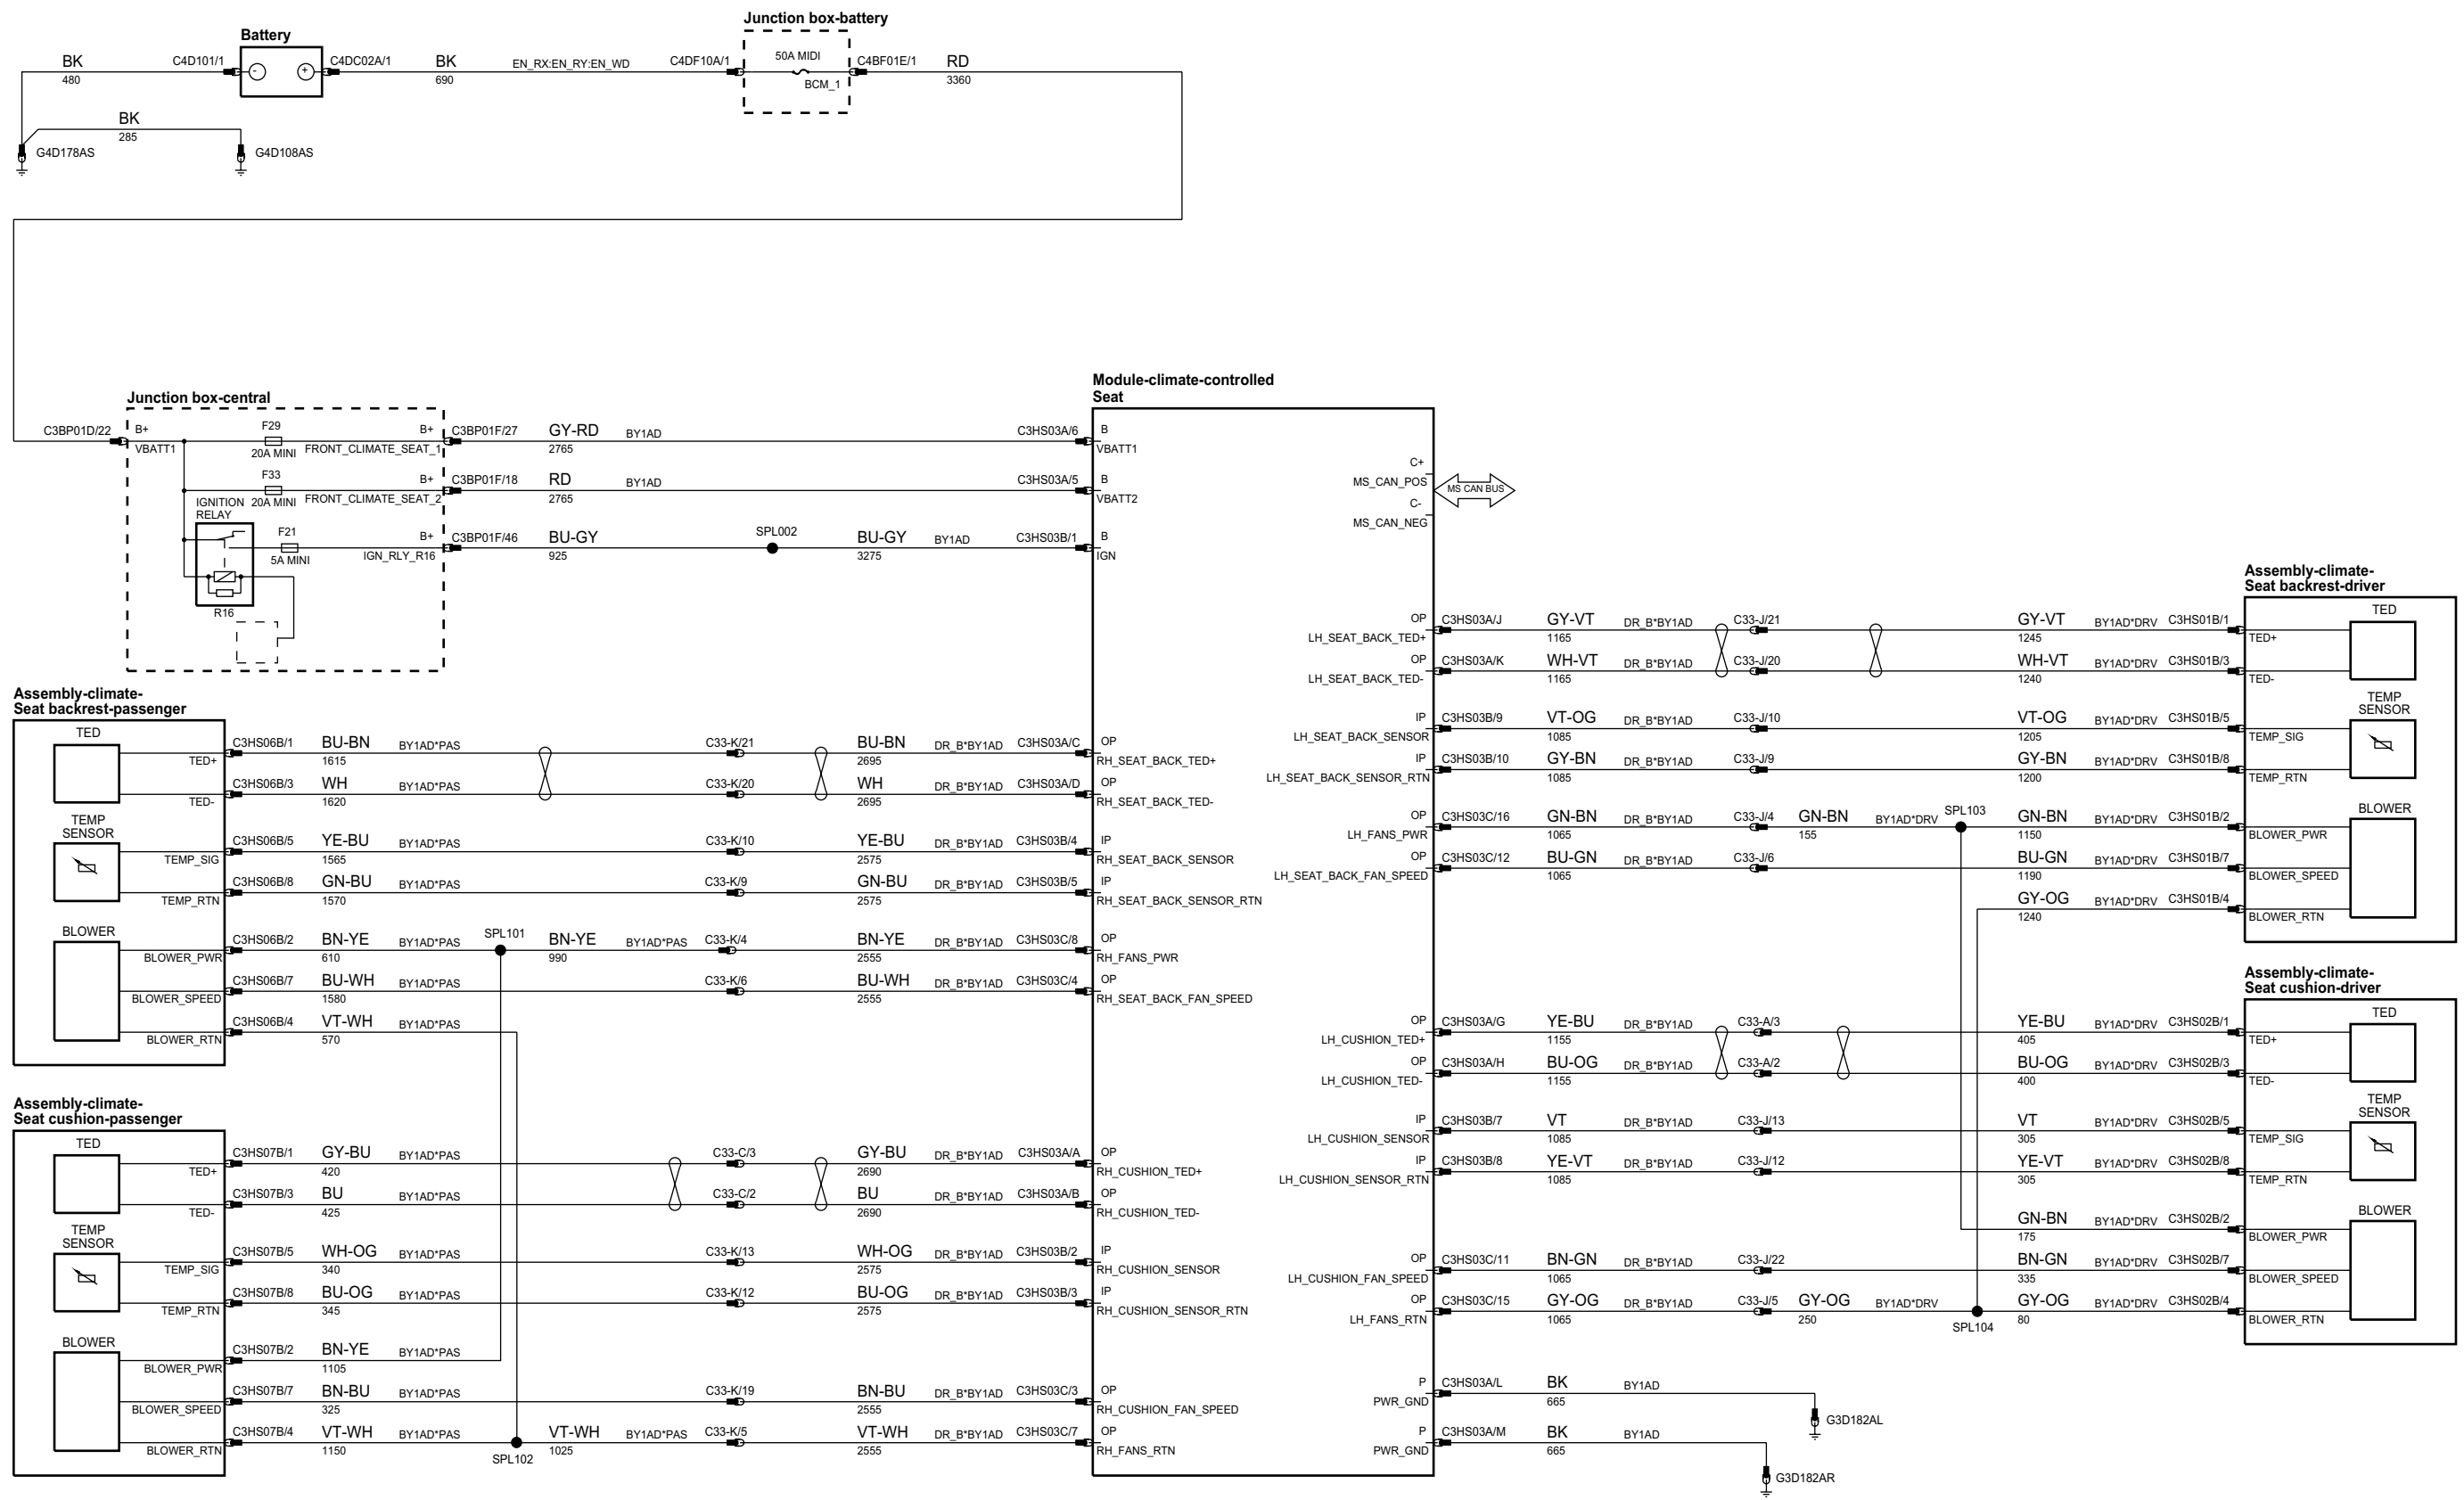 Junction box-battery
Battery
BK
480
C4D101/1
-
+
C4DC02A/1
BK
690
EN_RX:EN_RY:EN_WD
C4DF10A/1
50A MIDI
BCM_1
C4BF01E/1
RD
3360
BK
285
G4D178AS
G4D108AS
Junction box-central
C3BP01D/22
B+
VBATT1
F29
20A MINI
B+
FRONT_CLIMATE_SEAT_1
C3BP01F/27
GY-RD
2765
BY1AD
C3HS03A/6
F33
20A MINI
B+
FRONT_CLIMATE_SEAT_2
C3BP01F/18
RD
2765
BY1AD
C3HS03A/5
IGNITION
RELAY
F21
5A MINI
B+
IGN_RLY_R16
C3BP01F/46
BU-GY
925
SPL002
BU-GY
3275
BY1AD
C3HS03B/1
R16
Module-climate-controlled
Seat
B
VBATT1
B
VBATT2
B
IGN
C+
MS_CAN_POS
C-
MS_CAN_NEG
MS CAN BUS
Assembly-climate-
Seat backrest-passenger
TED
TED+
C3HS06B/1
BU-BN
1615
BY1AD*PAS
C33-K/21
BU-BN
2695
DR_B*BY1AD
C3HS03A/C
OP
RH_SEAT_BACK_TED+
TED-
C3HS06B/3
WH
1620
BY1AD*PAS
C33-K/20
WH
2695
DR_B*BY1AD
C3HS03A/D
OP
RH_SEAT_BACK_TED-
TEMP
SENSOR
TEMP_SIG
C3HS06B/5
YE-BU
1565
BY1AD*PAS
C33-K/10
YE-BU
2575
DR_B*BY1AD
C3HS03B/4
IP
RH_SEAT_BACK_SENSOR
TEMP_RTN
C3HS06B/8
GN-BU
1570
BY1AD*PAS
C33-K/9
GN-BU
2575
DR_B*BY1AD
C3HS03B/5
IP
RH_SEAT_BACK_SENSOR_RTN
BLOWER
BLOWER_PWR
C3HS06B/2
BN-YE
610
BY1AD*PAS
SPL101
BN-YE
990
BY1AD*PAS
C33-K/4
BN-YE
2555
DR_B*BY1AD
C3HS03C/8
OP
RH_FANS_PWR
BLOWER_SPEED
C3HS06B/7
BU-WH
1580
BY1AD*PAS
C33-K/6
BU-WH
2555
DR_B*BY1AD
C3HS03C/4
OP
RH_SEAT_BACK_FAN_SPEED
BLOWER_RTN
C3HS06B/4
VT-WH
570
BY1AD*PAS
Assembly-climate-
Seat cushion-passenger
TED
TED+
C3HS07B/1
GY-BU
420
BY1AD*PAS
C33-C/3
GY-BU
2690
DR_B*BY1AD
C3HS03A/A
OP
RH_CUSHION_TED+
TED-
C3HS07B/3
BU
425
BY1AD*PAS
C33-C/2
BU
2690
DR_B*BY1AD
C3HS03A/B
OP
RH_CUSHION_TED-
TEMP
SENSOR
TEMP_SIG
C3HS07B/5
WH-OG
340
BY1AD*PAS
C33-K/13
WH-OG
2575
DR_B*BY1AD
C3HS03B/2
IP
RH_CUSHION_SENSOR
TEMP_RTN
C3HS07B/8
BU-OG
345
BY1AD*PAS
C33-K/12
BU-OG
2575
DR_B*BY1AD
C3HS03B/3
IP
RH_CUSHION_SENSOR_RTN
BLOWER
BLOWER_PWR
C3HS07B/2
BN-YE
1105
BY1AD*PAS
BLOWER_SPEED
C3HS07B/7
BN-BU
325
BY1AD*PAS
C33-K/19
BN-BU
2555
DR_B*BY1AD
C3HS03C/3
OP
RH_CUSHION_FAN_SPEED
BLOWER_RTN
C3HS07B/4
VT-WH
1150
BY1AD*PAS
SPL102
VT-WH
1025
BY1AD*PAS
C33-K/5
VT-WH
2555
DR_B*BY1AD
C3HS03C/7
OP
RH_FANS_RTN
Assembly-climate-
Seat backrest-driver
OP
LH_SEAT_BACK_TED+
C3HS03A/J
GY-VT
1165
DR_B*BY1AD
C33-J/21
GY-VT
1245
BY1AD*DRV
C3HS01B/1
TED+
TED
OP
LH_SEAT_BACK_TED-
C3HS03A/K
WH-VT
1165
DR_B*BY1AD
C33-J/20
WH-VT
1240
BY1AD*DRV
C3HS01B/3
TED-
IP
LH_SEAT_BACK_SENSOR
C3HS03B/9
VT-OG
1085
DR_B*BY1AD
C33-J/10
VT-OG
1205
BY1AD*DRV
C3HS01B/5
TEMP_SIG
TEMP
SENSOR
IP
LH_SEAT_BACK_SENSOR_RTN
C3HS03B/10
GY-BN
1085
DR_B*BY1AD
C33-J/9
GY-BN
1200
BY1AD*DRV
C3HS01B/8
TEMP_RTN
OP
LH_FANS_PWR
C3HS03C/16
GN-BN
1065
DR_B*BY1AD
C33-J/4
GN-BN
155
BY1AD*DRV
SPL103
GN-BN
1150
BY1AD*DRV
C3HS01B/2
BLOWER_PWR
BLOWER
OP
LH_SEAT_BACK_FAN_SPEED
C3HS03C/12
BU-GN
1065
DR_B*BY1AD
C33-J/6
BU-GN
1190
BY1AD*DRV
C3HS01B/7
BLOWER_SPEED
GY-OG
1240
BY1AD*DRV
C3HS01B/4
BLOWER_RTN
Assembly-climate-
Seat cushion-driver
OP
LH_CUSHION_TED+
C3HS03A/G
YE-BU
1155
DR_B*BY1AD
C33-A/3
YE-BU
405
BY1AD*DRV
C3HS02B/1
TED+
TED
OP
LH_CUSHION_TED-
C3HS03A/H
BU-OG
1155
DR_B*BY1AD
C33-A/2
BU-OG
400
BY1AD*DRV
C3HS02B/3
TED-
IP
LH_CUSHION_SENSOR
C3HS03B/7
VT
1085
DR_B*BY1AD
C33-J/13
VT
305
BY1AD*DRV
C3HS02B/5
TEMP_SIG
TEMP
SENSOR
IP
LH_CUSHION_SENSOR_RTN
C3HS03B/8
YE-VT
1085
DR_B*BY1AD
C33-J/12
YE-VT
305
BY1AD*DRV
C3HS02B/8
TEMP_RTN
GN-BN
175
BY1AD*DRV
C3HS02B/2
BLOWER_PWR
BLOWER
OP
LH_CUSHION_FAN_SPEED
C3HS03C/11
BN-GN
1065
DR_B*BY1AD
C33-J/22
BN-GN
335
BY1AD*DRV
C3HS02B/7
BLOWER_SPEED
OP
LH_FANS_RTN
C3HS03C/15
GY-OG
1065
DR_B*BY1AD
C33-J/5
GY-OG
250
BY1AD*DRV
SPL104
GY-OG
80
BY1AD*DRV
C3HS02B/4
BLOWER_RTN
P
PWR_GND
C3HS03A/L
BK
665
BY1AD
G3D182AL
P
PWR_GND
C3HS03A/M
BK
665
BY1AD
G3D182AR